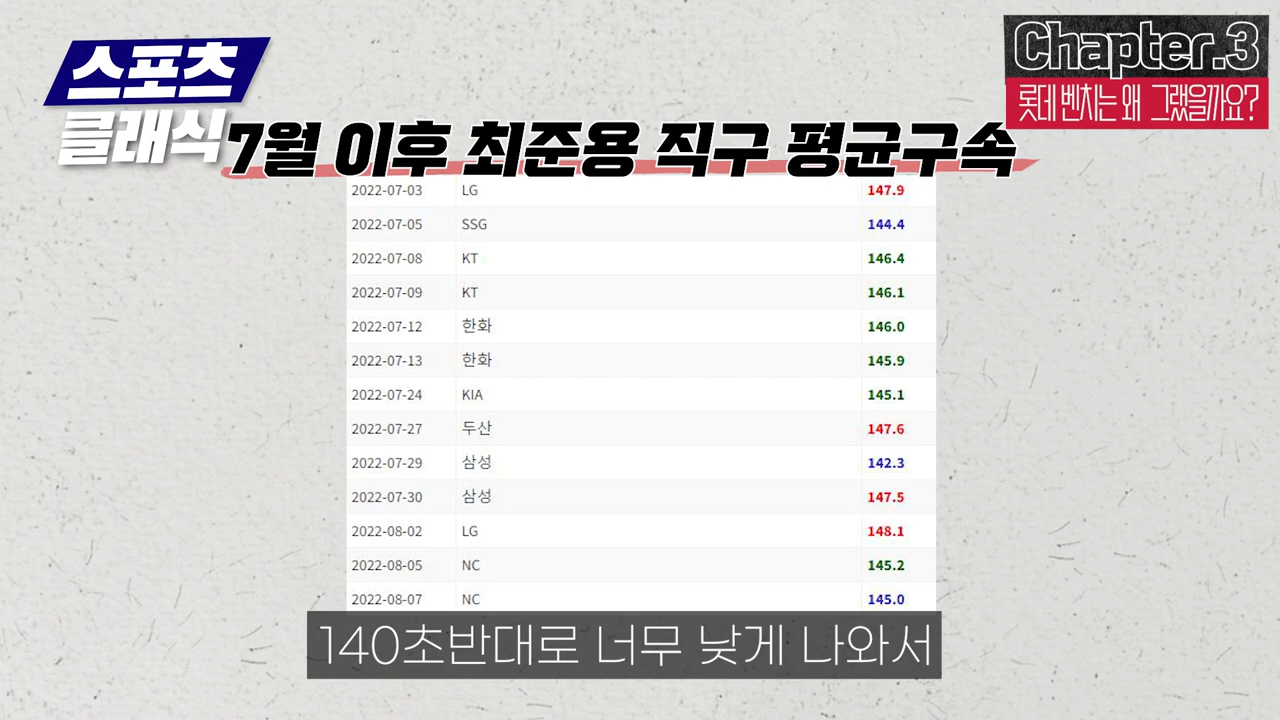 스포츠
클래식
Chapter.3
롯데 벤치는 왜 그랬을까요?
7월 이후 최준용 직구 평균구속
2022-07-03 LG 147.9
2022-07-05 SSG 144.4
2022-07-08 KT 146.4
2022-07-09 KT 146.1
2022-07-12 한화 146.0
2022-07-13 한화 145.9
2022-07-24 KIA 145.1
2022-07-27 두산 147.6
2022-07-29 삼성 142.3
2022-07-30 삼성 147.5
2022-08-02 LG 148.1
2022-08-05 NC 145.2
2022-08-07 NC 145.0
140초반대로 너무 낮게 나와서